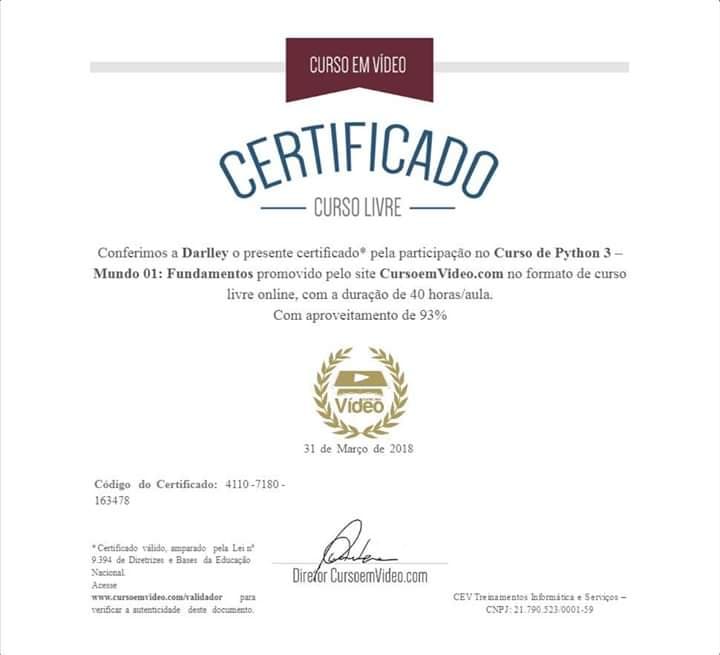 CURSO EM VÍDEO
CERTIFICADO
CURSO LIVRE
Conferimos a Darlley o presente certificado* pela participação no Curso de Python 3 –
Mundo 01: Fundamentos promovido pelo site CursoemVideo.com no formato de curso
livre online, com a duração de 40 horas/aula.
Com aproveitamento de 93%
Vídeo
31 de Março de 2018
Código do Certificado: 4110-7180-
163478
*Certificado válido, amparado pela Lei nº
9.394 de Diretrizes e Bases da Educação
Nacional.
Acesse
www.cursoemvideo.com/validador para
verificar a autenticidade deste documento.
Diretor CursoemVideo.com
CEV Treinamentos Informática e Serviços –
CNPJ: 21.790.523/0001-59